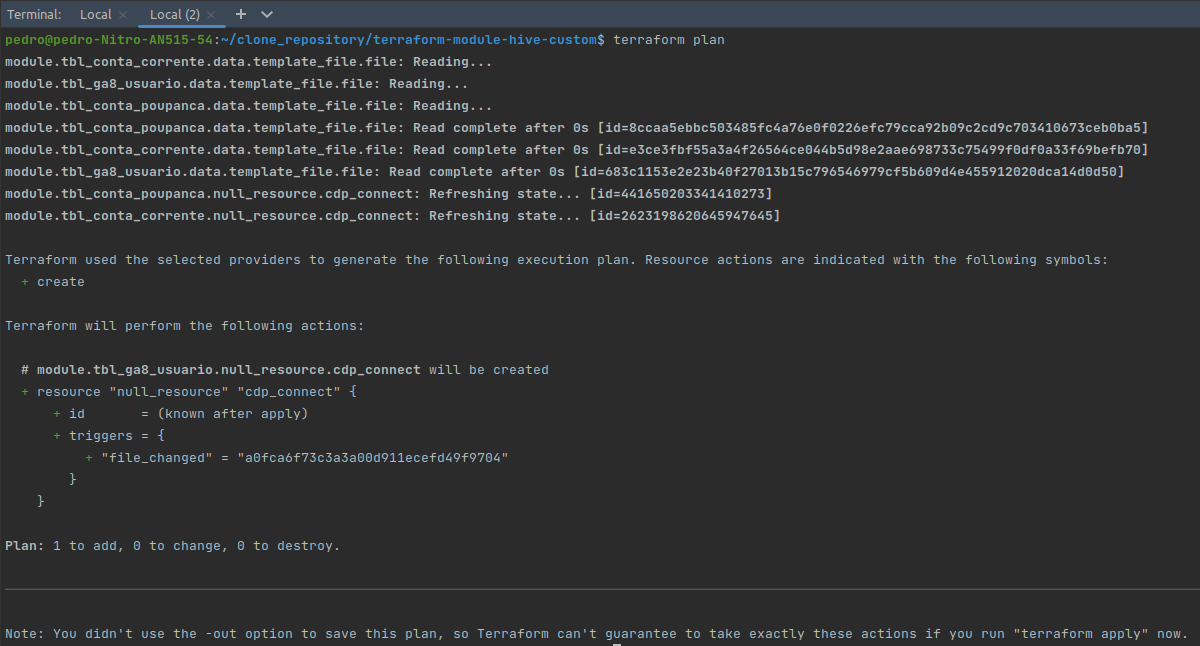 Terminal: Local × Local (2) × +
pedro@pedro-Nitro-AN515-54:~/clone_repository/terraform-module-hive-custom$ terraform plan
module.tbl_conta_corrente.data.template_file.file: Reading...
module.tbl_ga8_usuario.data.template_file.file: Reading...
module.tbl_conta_poupanca.data.template_file.file: Reading...
module.tbl_conta_poupanca.data.template_file.file: Read complete after 0s [id=8ccaa5ebbc503485fc4a76e0f0226efc79cca92b09c2cd9c703410673ceb0ba5]
module.tbl_conta_corrente.data.template_file.file: Read complete after 0s [id=e3ce3fbf55a3a4f26564ce044b5d98e2aae698733c75499f0df0a33f69befb70]
module.tbl_ga8_usuario.data.template_file.file: Read complete after 0s [id=683c1153e2e23b40f27013b15c796546979cf5b609d4e455912020dca14d0d50]
module.tbl_conta_poupanca.null_resource.cdp_connect: Refreshing state... [id=441650203341410273]
module.tbl_conta_corrente.null_resource.cdp_connect: Refreshing state... [id=2623198620645947645]
Terraform used the selected providers to generate the following execution plan. Resource actions are indicated with the following symbols:
+ create
Terraform will perform the following actions:
# module.tbl_ga8_usuario.null_resource.cdp_connect will be created
+ resource "null_resource" "cdp_connect" {
+ id       = (known after apply)
+ triggers = {
+ "file_changed" = "a0fca6f73c3a3a00d911ecefd49f9704"
}
}
Plan: 1 to add, 0 to change, 0 to destroy.
Note: You didn't use the -out option to save this plan, so Terraform can't guarantee to take exactly these actions if you run "terraform apply" now.